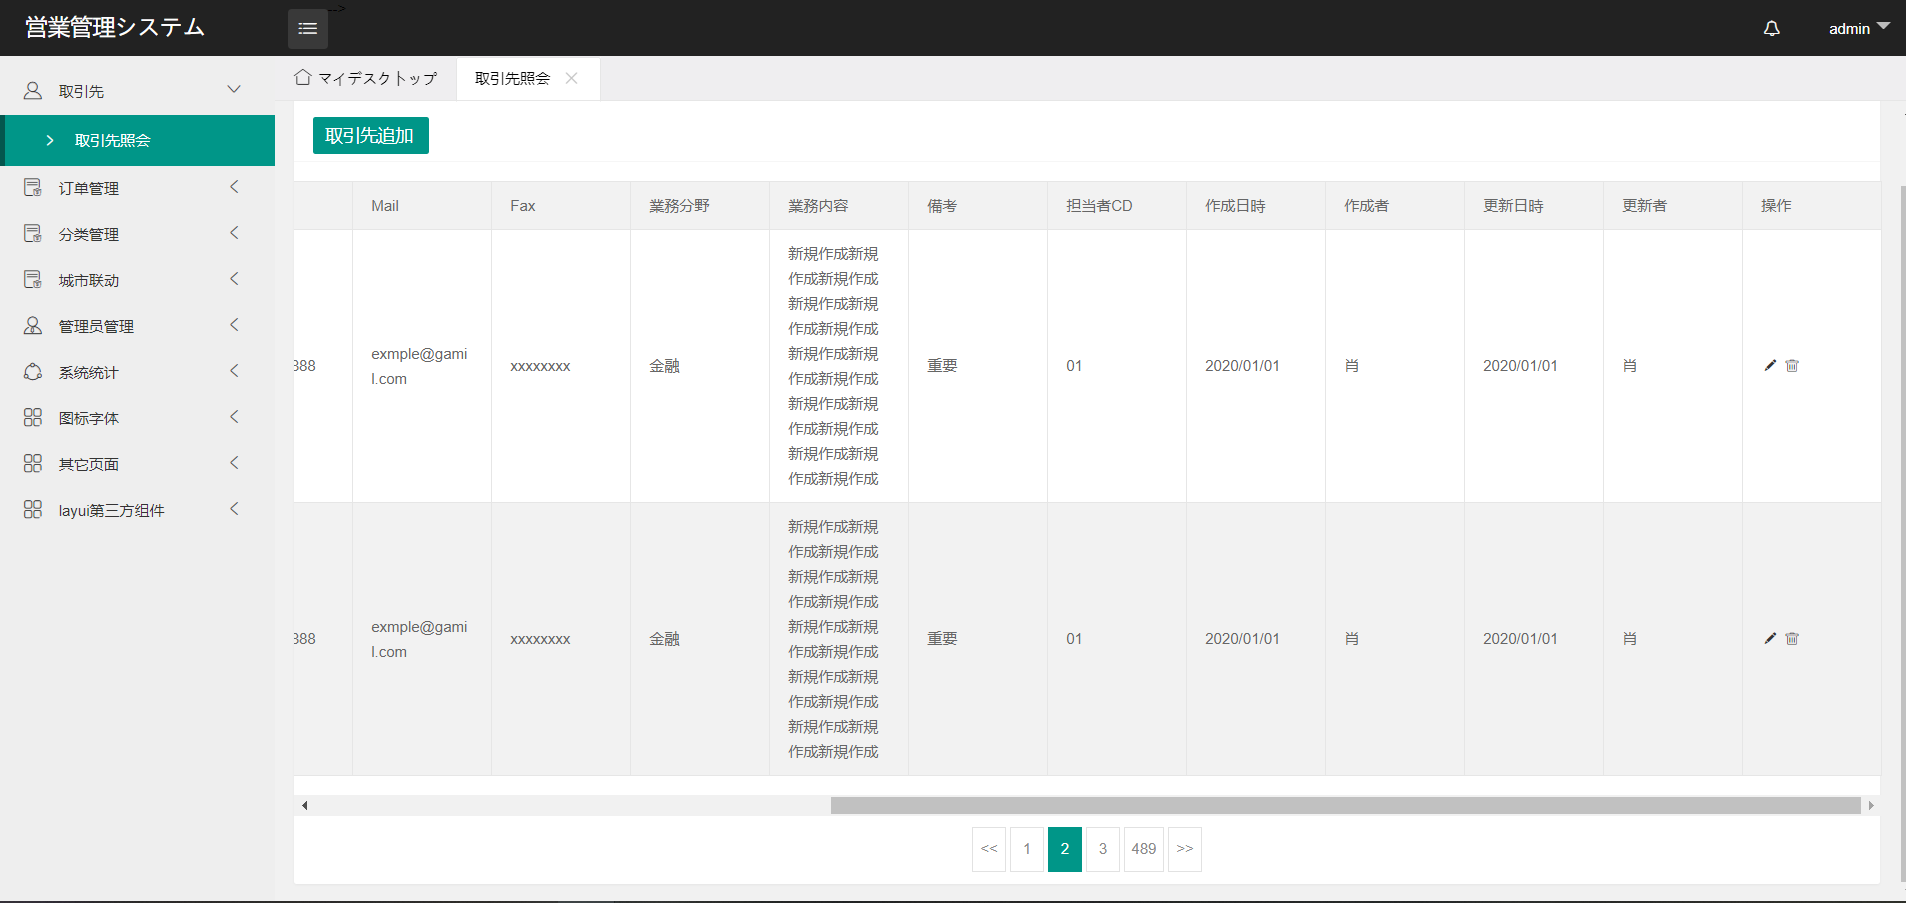 営業管理システム
-->
admin
取引先
取引先照会
订单管理
分类管理
城市联动
管理员管理
系统统计
图标字体
其它页面
layui第三方组件
マイデスクトップ
取引先照会
取引先追加
Mail Fax 業務分野 業務内容 備考 担当者CD 作成日時 作成者 更新日時 更新者 操作
888
exmple@gami
l.com
xxxxxxxx
金融
新規作成新規
作成新規作成
新規作成新規
作成新規作成
新規作成新規
作成新規作成
新規作成新規
作成新規作成
新規作成新規
作成新規作成
重要
01
2020/01/01
肖
2020/01/01
肖
888
exmple@gami
l.com
xxxxxxxx
金融
新規作成新規
作成新規作成
新規作成新規
作成新規作成
新規作成新規
作成新規作成
新規作成新規
作成新規作成
新規作成新規
作成新規作成
重要
01
2020/01/01
肖
2020/01/01
肖
<< 1 2 3 489 >>